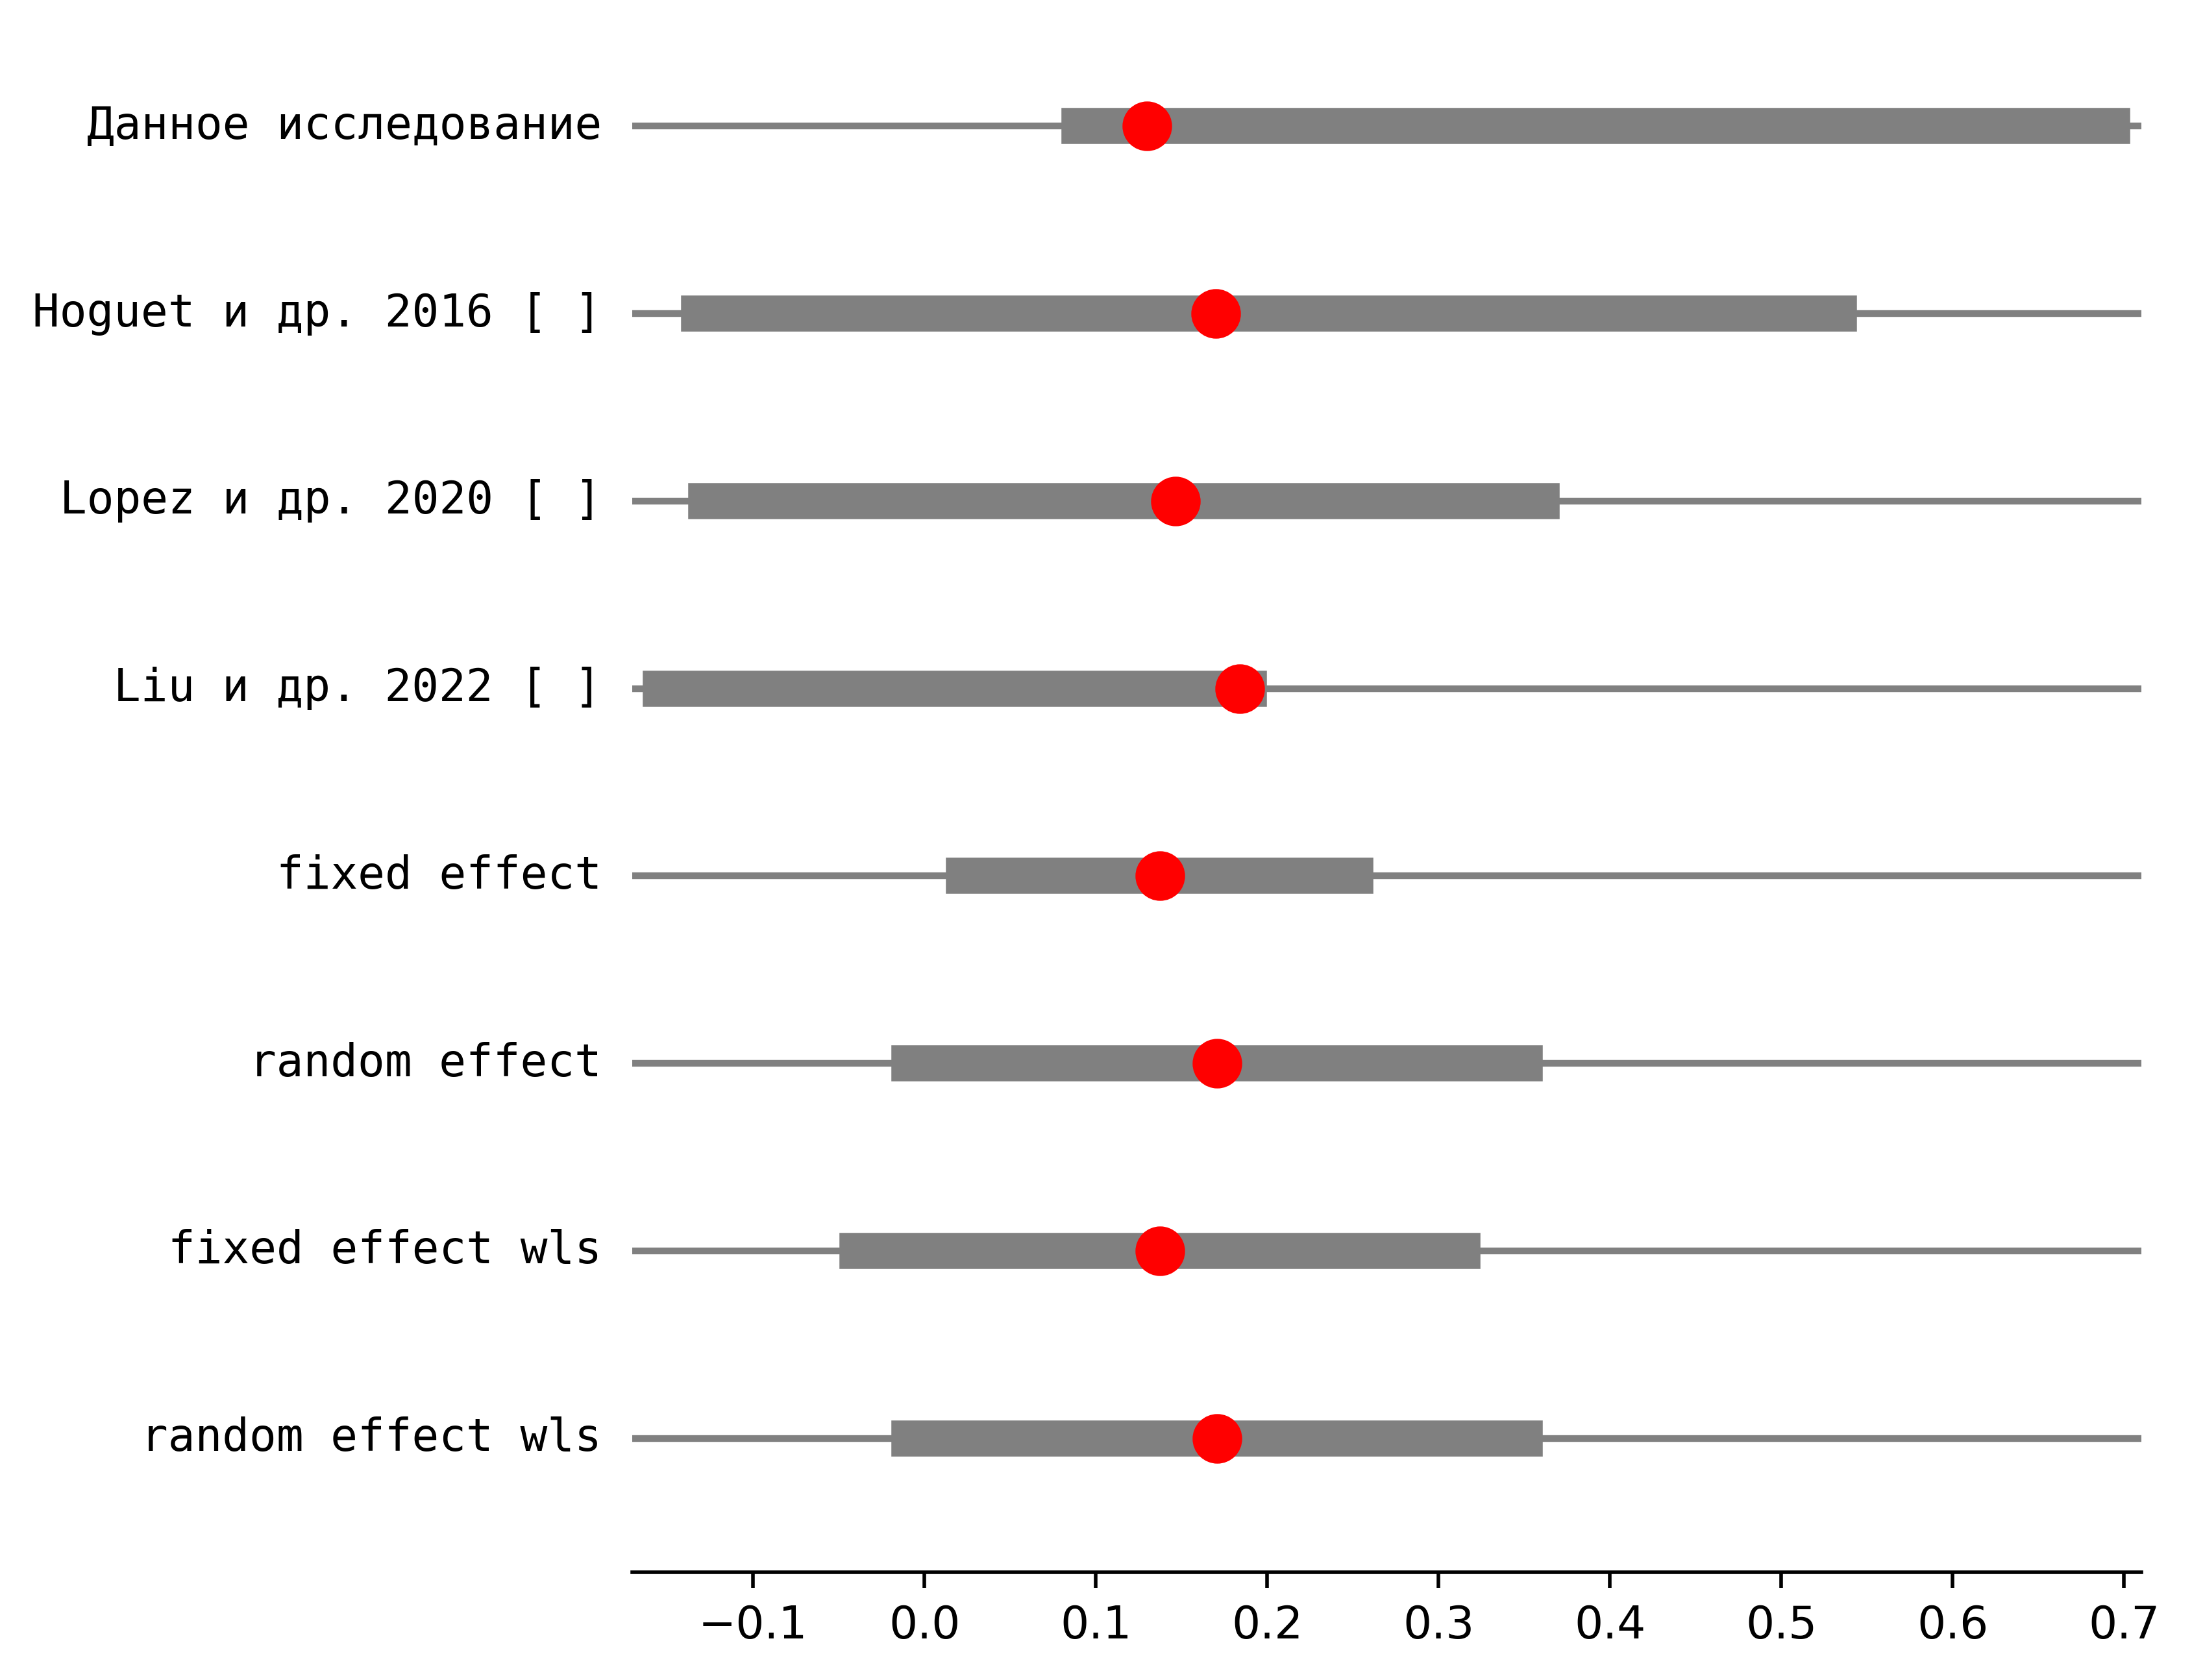 Данное исследование
Hoguet и др. 2016 [ ]
Lopez и др. 2020 [ ]
Liu и др. 2022 [ ]
fixed effect
random effect
fixed effect wls
random effect wls
−0.1 0.0 0.1 0.2 0.3 0.4 0.5 0.6 0.7